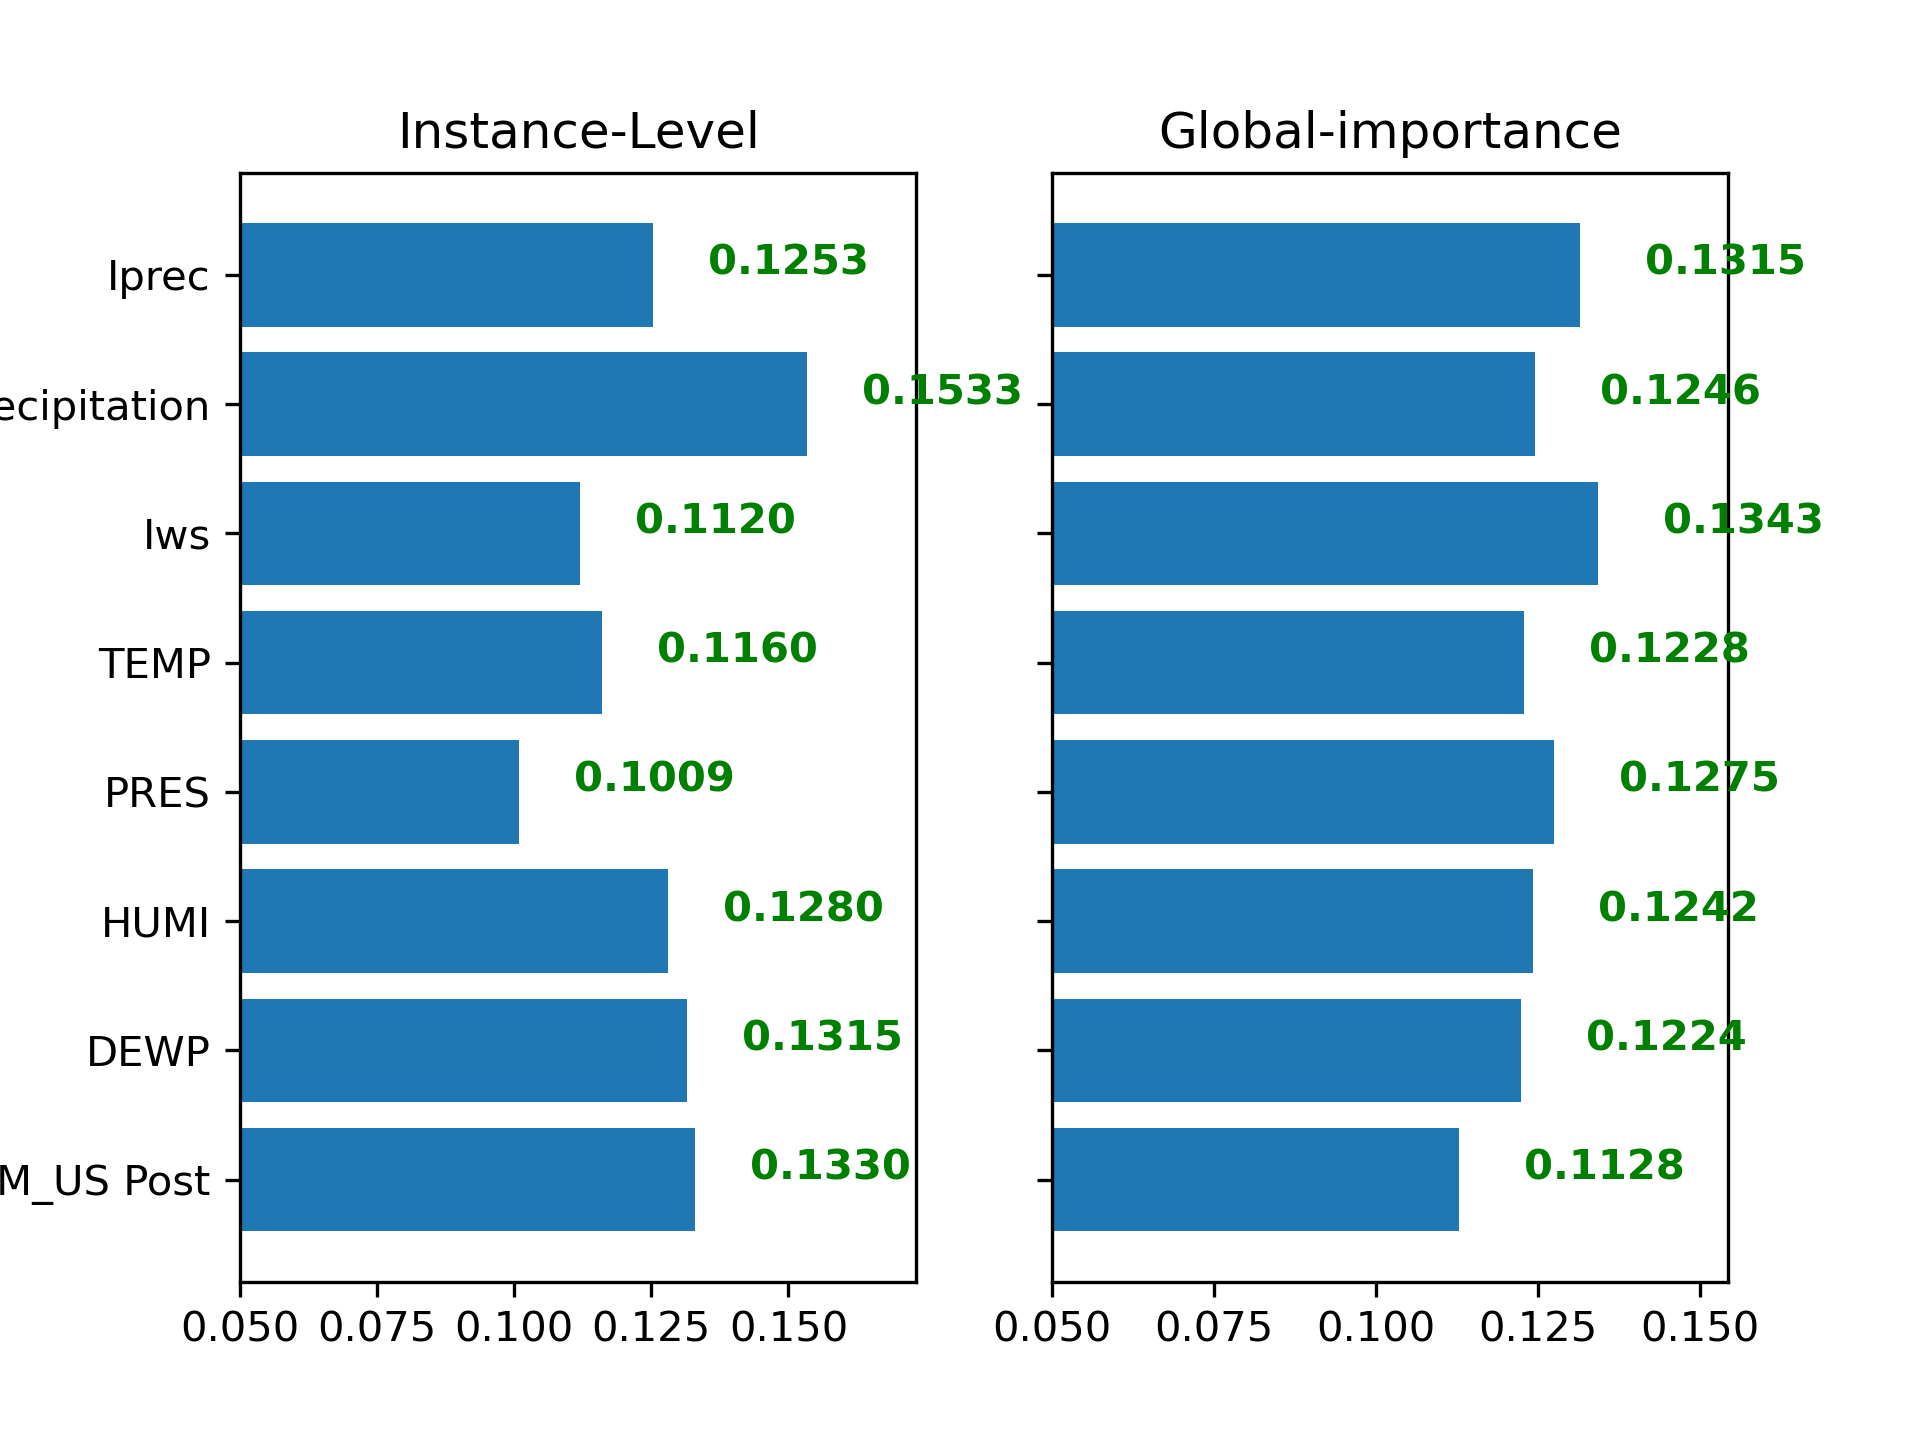 Instance-Level Global-importance
Iprec 0.1253 0.1315
ecipitation 0.1533 0.1246
Iws 0.1120 0.1343
TEMP 0.1160 0.1228
PRES 0.1009 0.1275
HUMI 0.1280 0.1242
DEWP 0.1315 0.1224
M_US Post 0.1330 0.1128
0.050 0.075 0.100 0.125 0.150 0.050 0.075 0.100 0.125 0.150